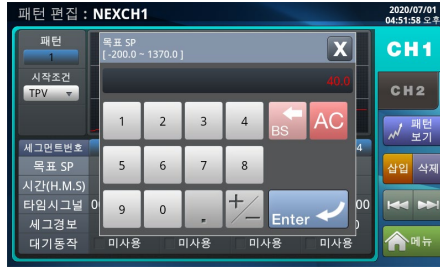 패턴 편집 : NEXCH1
2020/07/01
04:51:58 오후
패턴
1
시작조건
TPV
목표 SP
[ -200.0 ~ 1370.0 ]
X
40.0
1 2 3 4 BS AC
5 6 7 8
9 0 +/- Enter
세그먼트번호 4
목표 SP
시간(H.M.S)
타임시그널 00
세그경보
대기동작 미사용 미사용 미사용 미사용
CH1
CH2
패턴
보기
삽입 삭제
메뉴